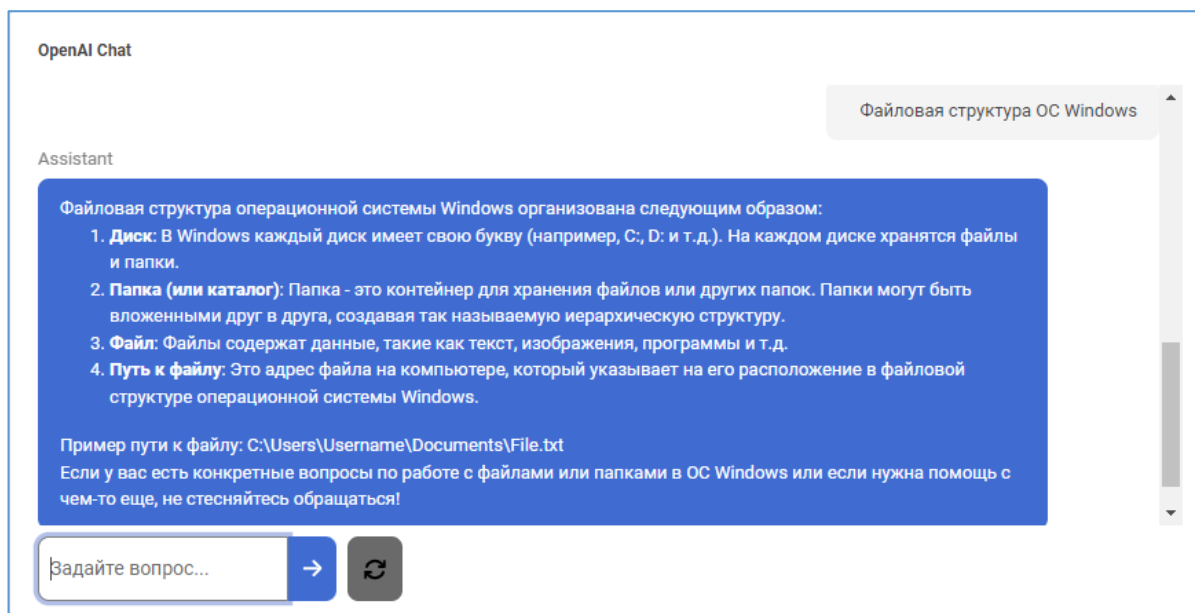 OpenAI Chat
Файловая структура ОС Windows
Assistant
Файловая структура операционной системы Windows организована следующим образом:
1. Диск: В Windows каждый диск имеет свою букву (например, C:, D: и т.д.). На каждом диске хранятся файлы
и папки.
2. Папка (или каталог): Папка - это контейнер для хранения файлов или других папок. Папки могут быть
вложенными друг в друга, создавая так называемую иерархическую структуру.
3. Файл: Файлы содержат данные, такие как текст, изображения, программы и т.д.
4. Путь к файлу: Это адрес файла на компьютере, который указывает на его расположение в файловой
структуре операционной системы Windows.
Пример пути к файлу: C:\Users\Username\Documents\File.txt
Если у вас есть конкретные вопросы по работе с файлами или папками в ОС Windows или если нужна помощь с
чем-то еще, не стесняйтесь обращаться!
Задайте вопрос...